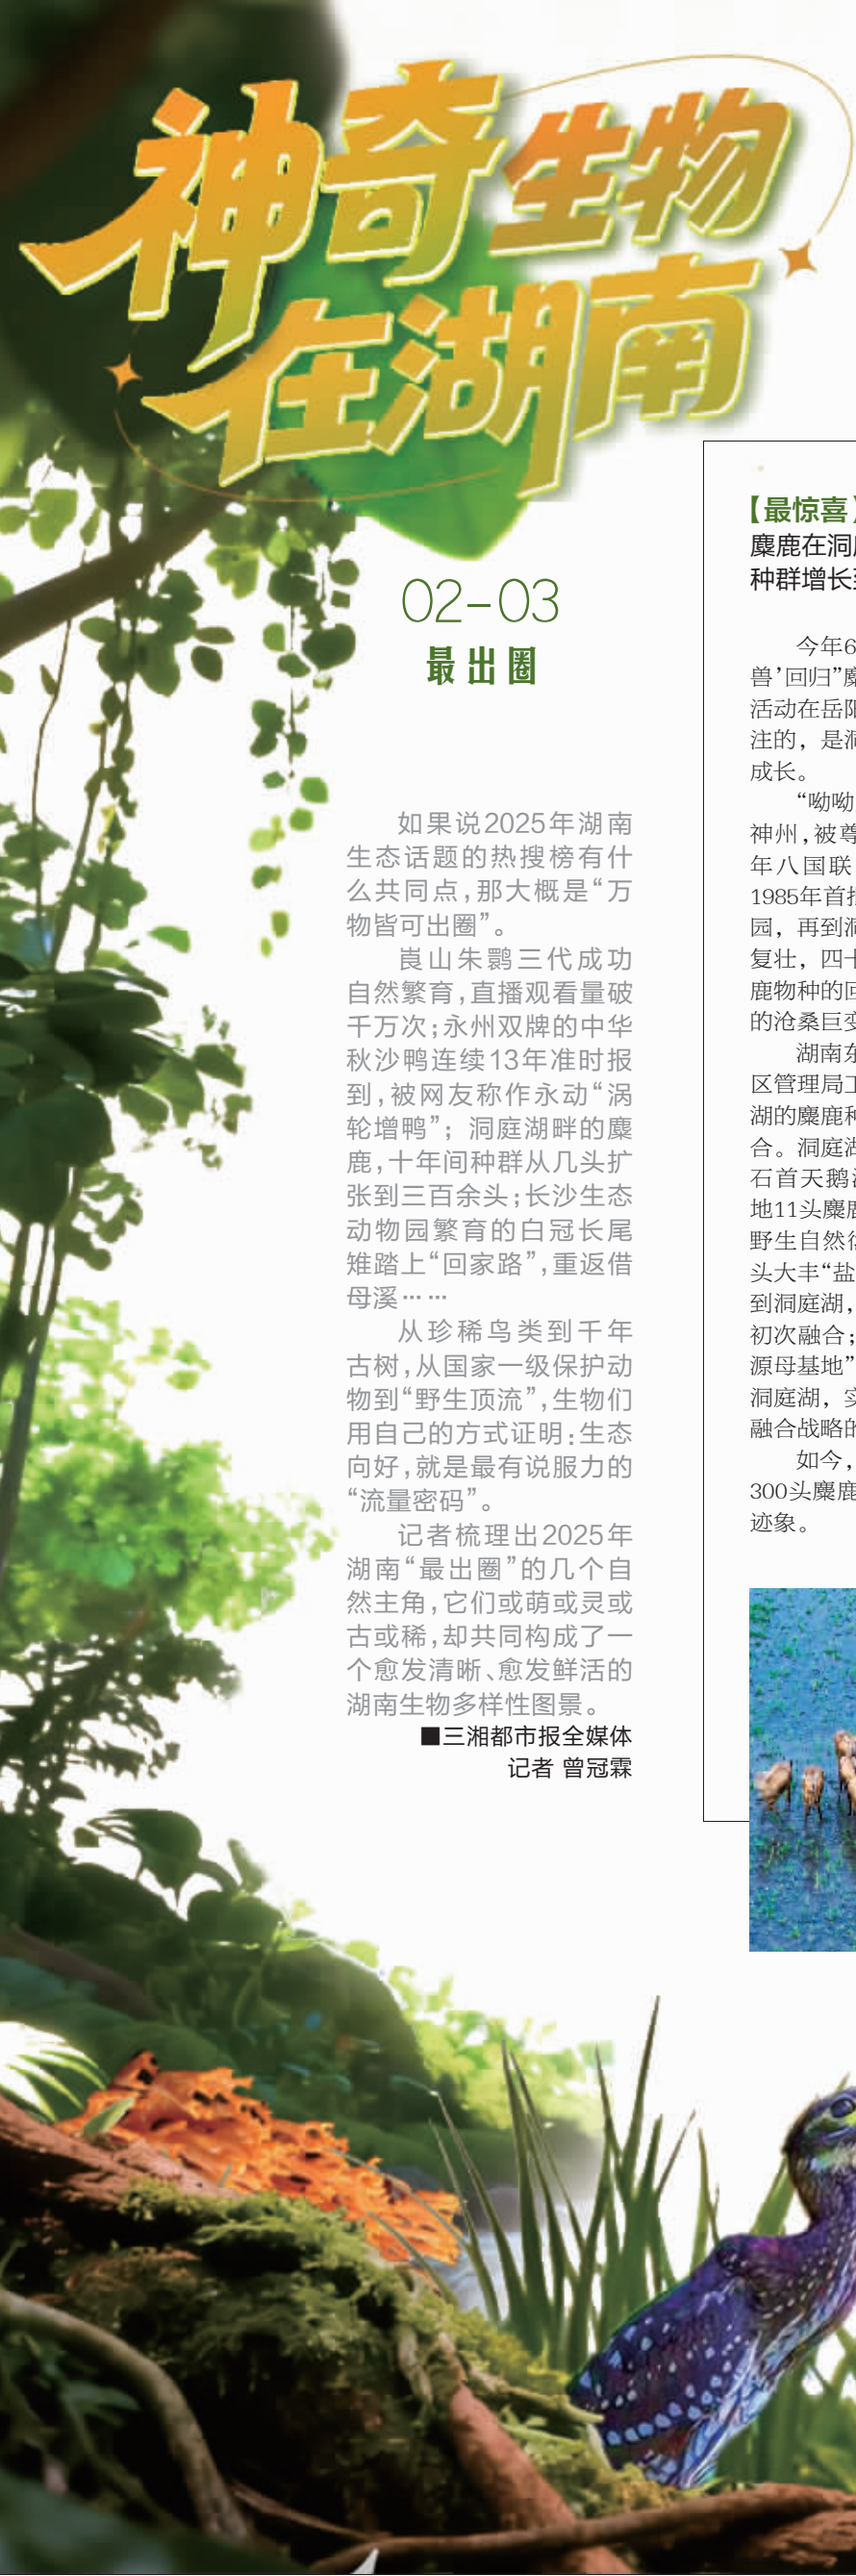 神奇生物
在湖南
02-03
最出圈
如果说2025年湖南
生态话题的热搜榜有什
么共同点，那大概是“万
物皆可出圈”。
崀山朱鹮三代成功
自然繁育，直播观看量破
千万次；永州双牌的中华
秋沙鸭连续13年准时报
到，被网友称作永动“涡
轮增鸭”；洞庭湖畔的麋
鹿，十年间种群从几头扩
张到三百余头；长沙生态
动物园繁育的白冠长尾
雉踏上“回家路”，重返借
母溪……
从珍稀鸟类到千年
古树，从国家一级保护动
物到“野生顶流”，生物们
用自己的方式证明：生态
向好，就是最有说服力的
“流量密码”。
记者梳理出2025年
湖南“最出圈”的几个自
然主角，它们或萌或灵或
古或稀，却共同构成了一
个愈发清晰、愈发鲜活的
湖南生物多样性图景。
■三湘都市报全媒体
记者 曾冠霖
【最惊喜】
麋鹿在洞
种群增长
今年6
兽’回归”
活动在岳阳
注的，是洞
成长。
“呦呦
神州，被尊
年八国联
1985年首
园，再到洞
复壮，四十
鹿物种的回
的沧桑巨变
湖南东
区管理局
湖的麋鹿种
合。洞庭湖
石首天鹅
地11头麋鹿
野生自然
头大丰“盐
到洞庭湖，
初次融合；
源母基地”
洞庭湖，实
融合战略的
如今，
300头麋鹿
迹象。